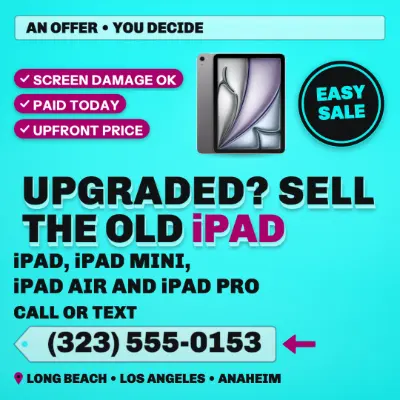 AN OFFER • YOU DECIDE
✓ SCREEN DAMAGE OK
✓ PAID TODAY
✓ UPFRONT PRICE
EASY
SALE
UPGRADED? SELL
THE OLD iPAD
iPAD, iPAD MINI,
iPAD AIR AND iPAD PRO
CALL OR TEXT
(323) 555-0153
LONG BEACH • LOS ANGELES • ANAHEIM